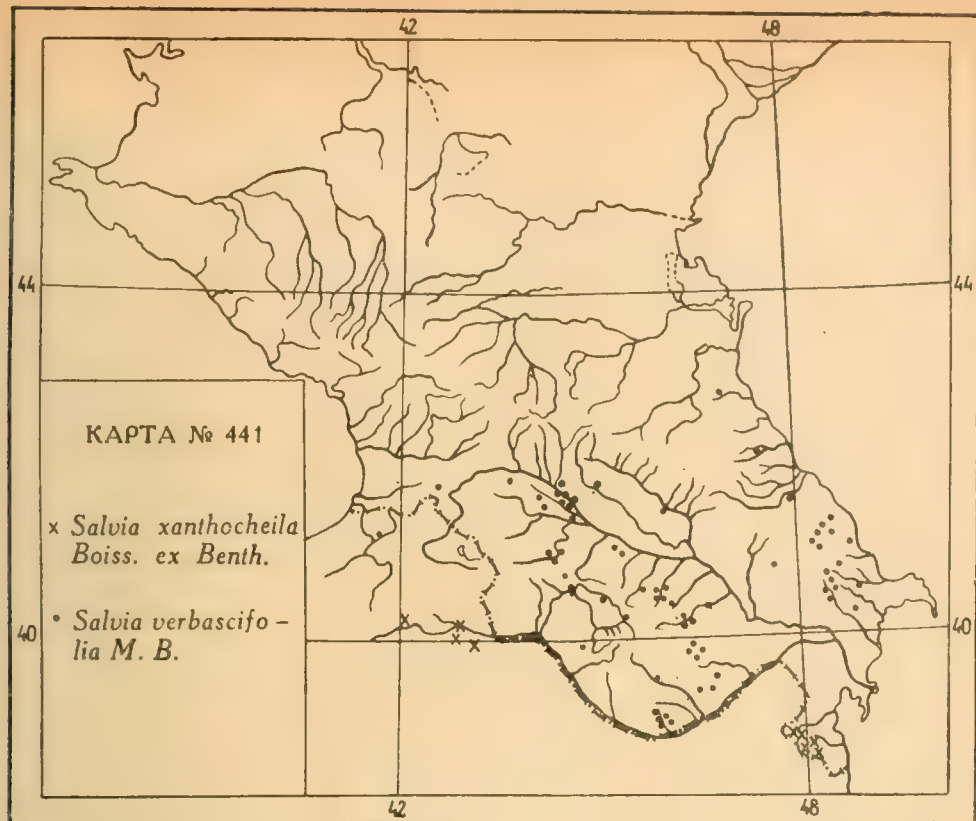 42 48
44 44
КАРТА № 441
× Salvia xanthocheila
Boiss. ex Benth.
• Salvia verbascifo-
lia M. B.
40 40
42 48